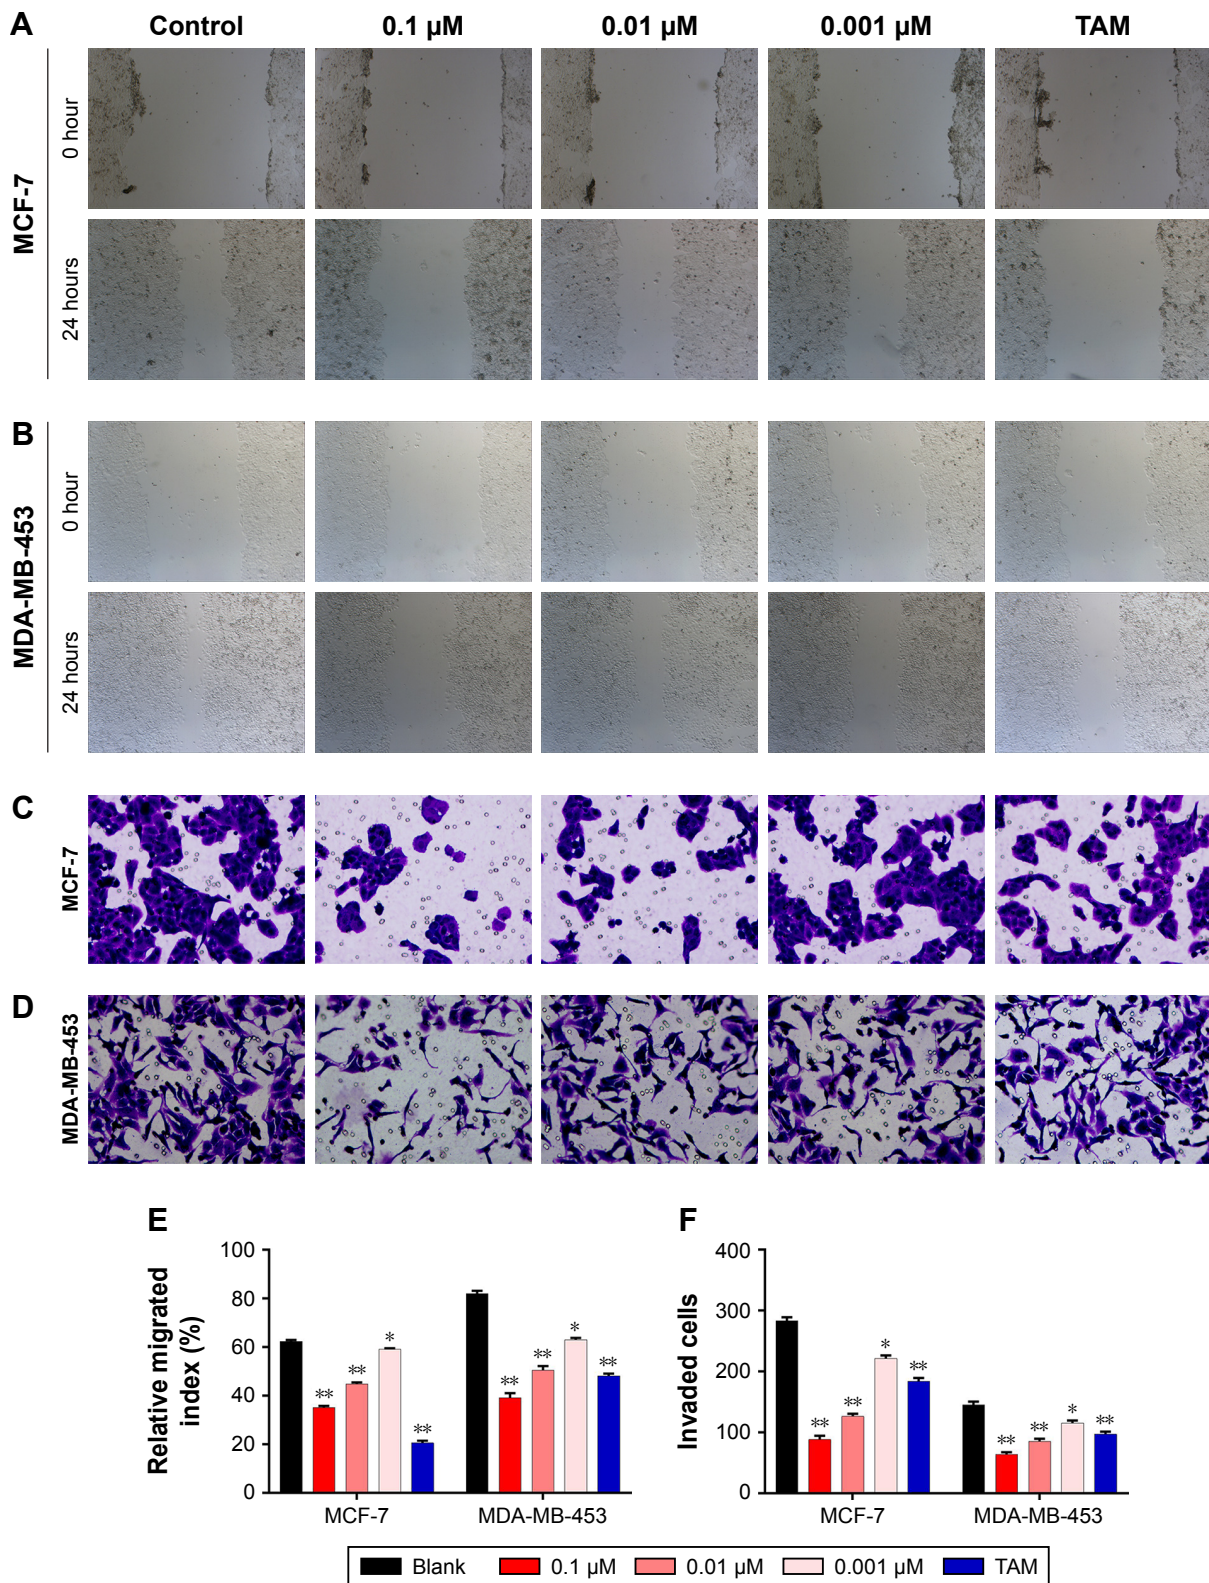 A
Control
0.1 µM
0.01 µM
0.001 µM
TAM
MCF-7
0 hour
24 hours
B
MDA-MB-453
0 hour
24 hours
C
MCF-7
D
MDA-MB-453
E
Relative migrated
index (%)
100
80
60
40
20
0
**
**
*
**
**
**
*
**
MCF-7
MDA-MB-453
F
Invaded cells
400
300
200
100
0
**
**
*
**
**
**
*
**
MCF-7
MDA-MB-453
Blank
0.1 µM
0.01 µM
0.001 µM
TAM